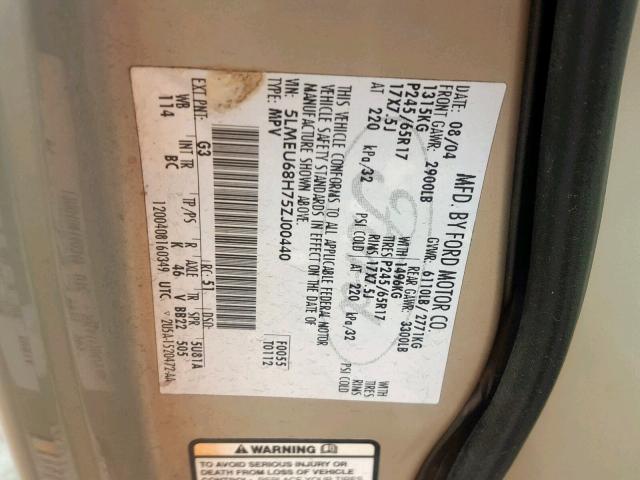 DATE: 08/04 MFD. BY FORD MOTOR CO.
GVWR: 6110LB / 2771KG
FRONT GAWR: 2900LB REAR GAWR: 3300LB
1315KG WITH 1496KG WITH
P245/65R17 TIRES P245/65R17 TIRES
17X7.5J RIMS 17X7.5J RIMS
AT 220 kPa/32 PSI COLD AT 220 kPa/32 PSI COLD
THIS VEHICLE CONFORMS TO ALL APPLICABLE FEDERAL MOTOR
VEHICLE SAFETY STANDARDS IN EFFECT ON THE DATE OF
MANUFACTURE SHOWN ABOVE.
VIN: 5LMEU68H75ZJ00440
TYPE: MPV
F0055
T0112
EXT PNT: G3 RC: 51 DSO:
WB INT TR TP/PS R AXLE TR SPR
114 BC K 46 V BB22 505
5U81A
1200408160349
UTC
WARNING
TO AVOID SERIOUS INJURY OR
DEATH FROM LOSS OF VEHICLE